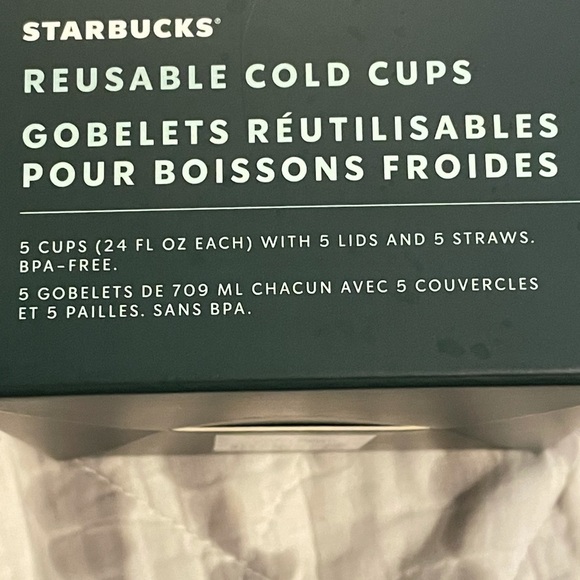 STARBUCKS®
REUSABLE COLD CUPS
GOBELETS RÉUTILISABLES
POUR BOISSONS FROIDES
5 CUPS (24 FL OZ EACH) WITH 5 LIDS AND 5 STRAWS.
BPA-FREE.
5 GOBELETS DE 709 ML CHACUN AVEC 5 COUVERCLES
ET 5 PAILLES. SANS BPA.